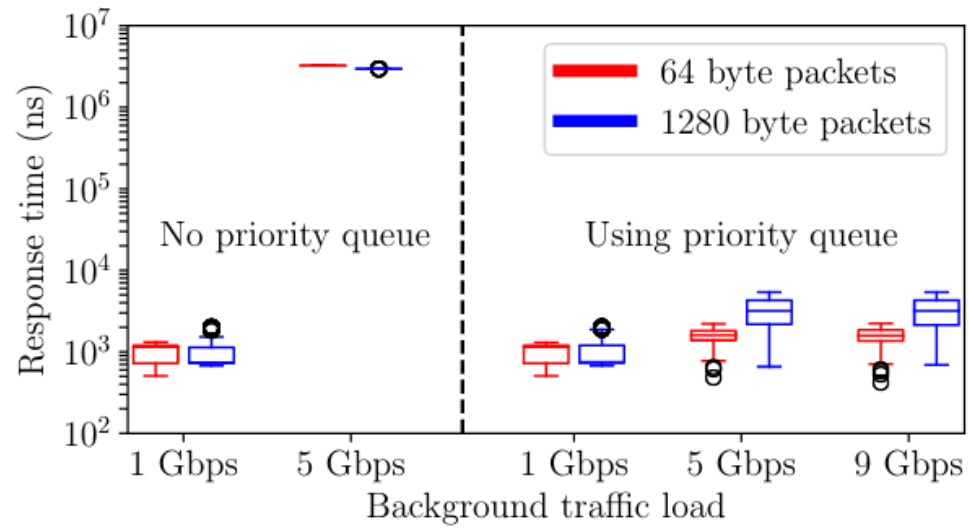 10^7
10^6
10^5
10^4
10^3
10^2
Response time (ns)
64 byte packets
1280 byte packets
No priority queue
Using priority queue
1 Gbps
5 Gbps
1 Gbps
5 Gbps
9 Gbps
Background traffic load